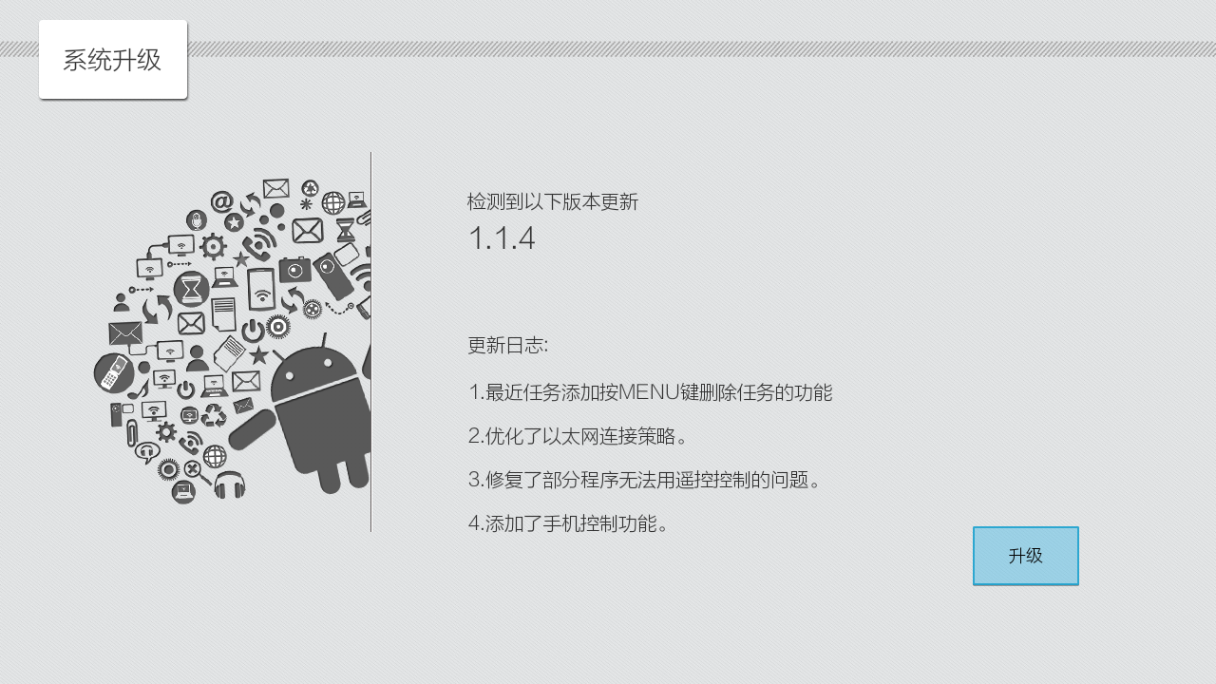 系统升级
检测到以下版本更新
1.1.4
更新日志:
1.最近任务添加按MENU键删除任务的功能
2.优化了以太网连接策略。
3.修复了部分程序无法用遥控控制的问题。
4.添加了手机控制功能。
升级